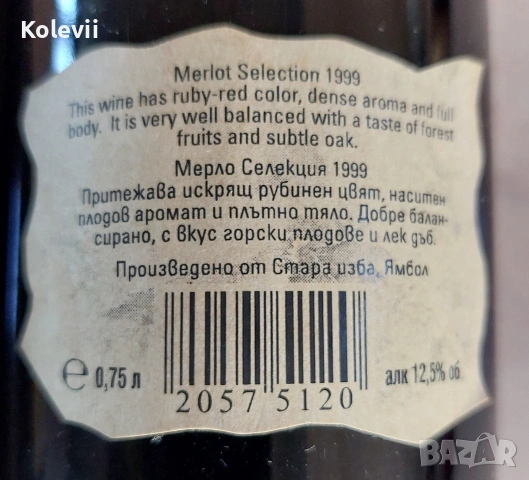 Kolevii
Merlot Selection 1999
This wine has ruby-red color, dense aroma and full
body. It is very well balanced with a taste of forest
fruits and subtle oak.
Мерло Селекция 1999
Притежава искрящ рубинен цвят, наситен
плодов аромат и плътно тяло. Добре балан-
сирано, с вкус горски плодове и лек дъб.
Произведено от Стара изба, Ямбол
e 0,75 л
алк 12,5% об
2057 5120
BAZAR